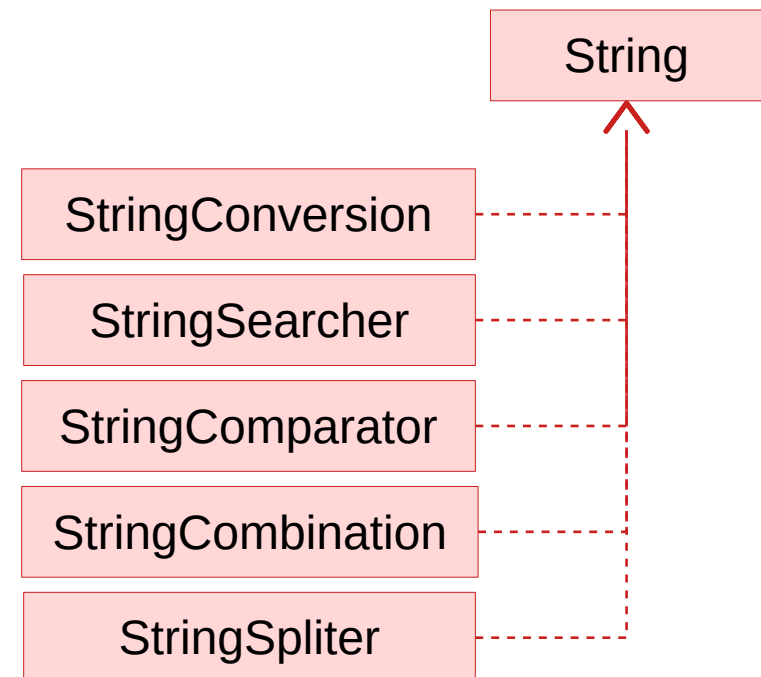 String
StringConversion
StringSearcher
StringComparator
StringCombination
StringSpliter